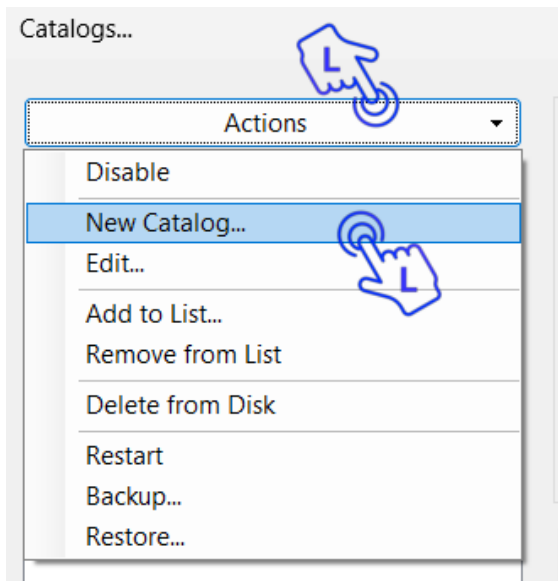 Catalogs...
L
Actions
Disable
New Catalog...
L
Edit...
Add to List...
Remove from List
Delete from Disk
Restart
Backup...
Restore...